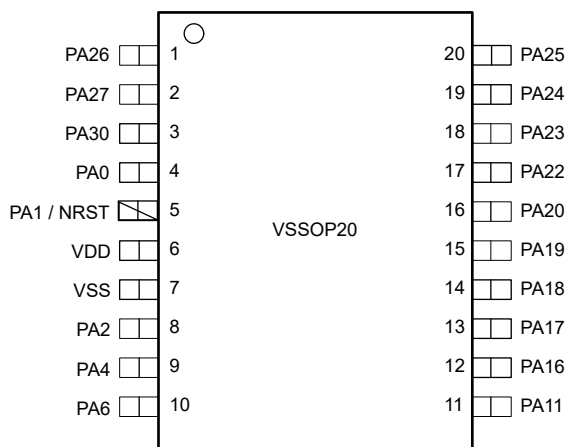 PA26 1 20 PA25
PA27 2 19 PA24
PA30 3 18 PA23
PA0 4 17 PA22
PA1 / NRST 5 16 PA20
VSSOP20
VDD 6 15 PA19
VSS 7 14 PA18
PA2 8 13 PA17
PA4 9 12 PA16
PA6 10 11 PA11